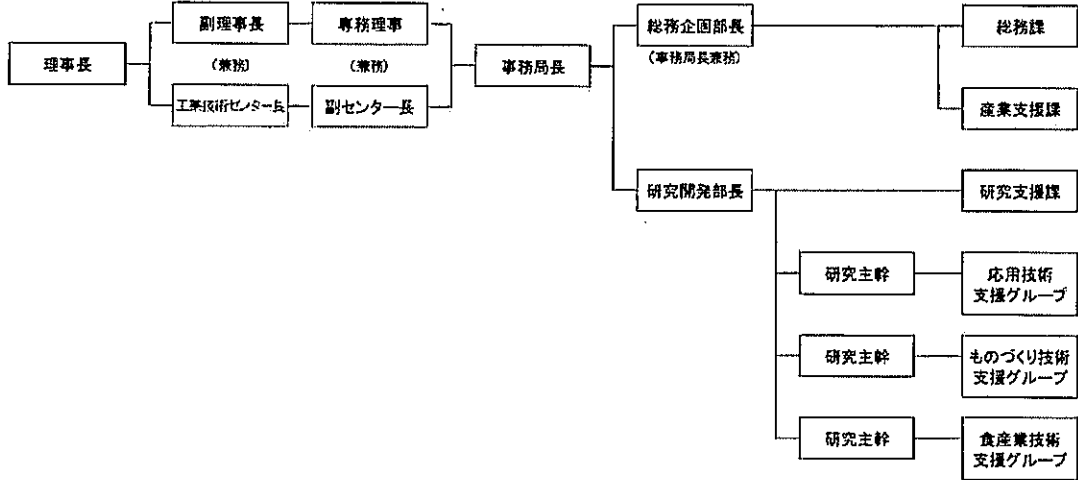 理事長
副理事長
専務理事
(兼務)
(兼務)
工業技術センター長
副センター長
事務局長
総務企画部長
(事務局長兼務)
総務課
産業支援課
研究開発部長
研究支援課
研究主幹
応用技術
支援グループ
研究主幹
ものづくり技術
支援グループ
研究主幹
食産業技術
支援グループ